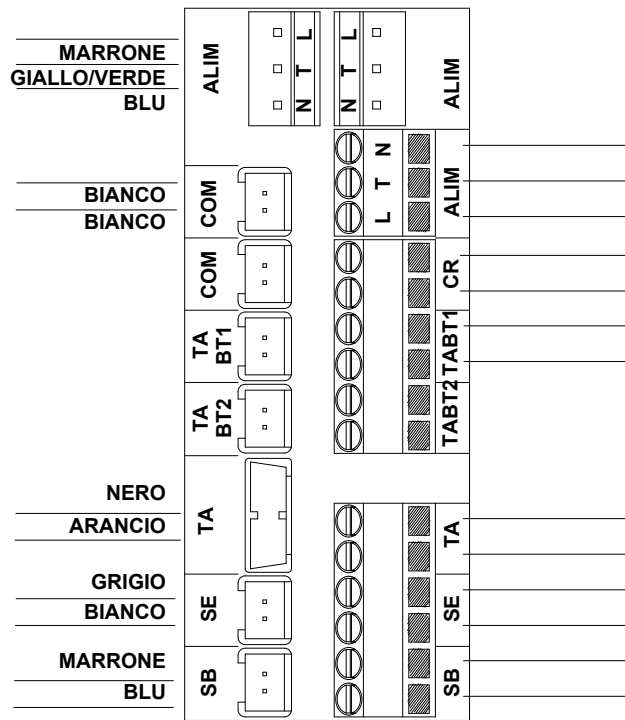 MARRONE
GIALLO/VERDE
BLU
ALIM
N T L
N T L
ALIM
BIANCO
BIANCO
COM
L T N
ALIM
COM
CR
TA
BT1
TABT1
TA
BT2
TABT2
NERO
ARANCIO
TA
TA
GRIGIO
BIANCO
SE
SE
MARRONE
BLU
SB
SB